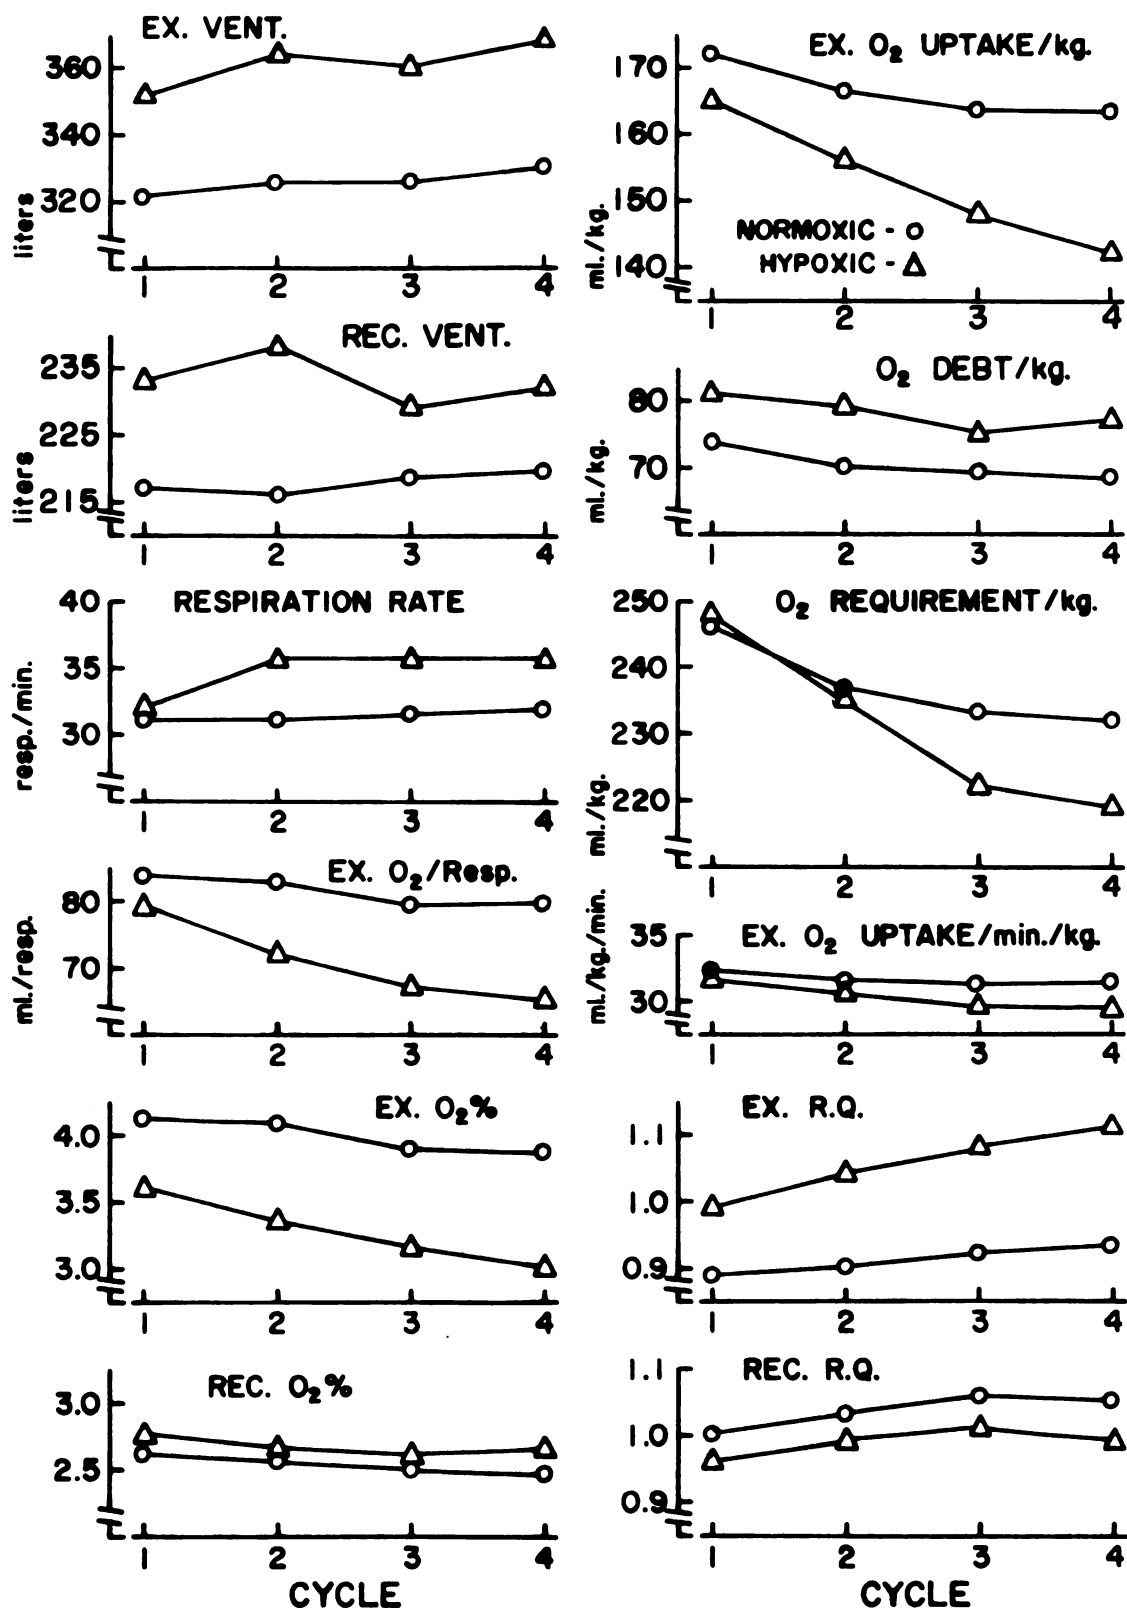 EX. VENT.
360
340
320
liters
1 2 3 4
REC. VENT.
235
225
215
liters
1 2 3 4
RESPIRATION RATE
40
35
30
resp./min.
1 2 3 4
EX. O₂/Resp.
80
70
ml./resp.
1 2 3 4
EX. O₂%
4.0
3.5
3.0
1 2 3 4
REC. O₂%
3.0
2.5
1 2 3 4
CYCLE
EX. O₂ UPTAKE/kg.
170
160
150
140
ml./kg.
NORMOXIC - ○
HYPOXIC - △
1 2 3 4
O₂ DEBT/kg.
80
70
ml./kg.
1 2 3 4
O₂ REQUIREMENT/kg.
250
240
230
220
ml./kg.
1 2 3 4
EX. O₂ UPTAKE/min./kg.
35
30
ml./kg./min.
1 2 3 4
EX. R.Q.
1.1
1.0
0.9
1 2 3 4
REC. R.Q.
1.1
1.0
0.9
1 2 3 4
CYCLE